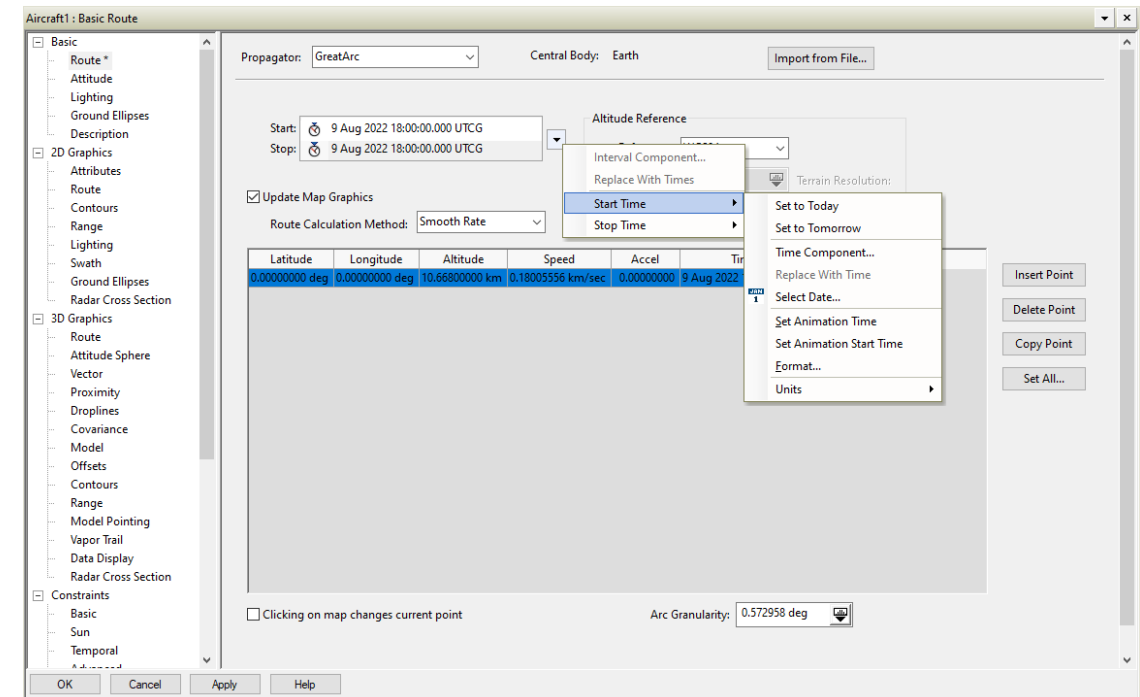 Aircraft1 : Basic Route
Basic
Route *
Attitude
Lighting
Ground Ellipses
Description
2D Graphics
Attributes
Route
Contours
Range
Lighting
Swath
Ground Ellipses
Radar Cross Section
3D Graphics
Route
Attitude Sphere
Vector
Proximity
Droplines
Covariance
Model
Offsets
Contours
Range
Model Pointing
Vapor Trail
Data Display
Radar Cross Section
Constraints
Basic
Sun
Temporal
Propagator: GreatArc Central Body: Earth Import from File...
Start: 9 Aug 2022 18:00:00.000 UTCG
Stop: 9 Aug 2022 18:00:00.000 UTCG
Altitude Reference
Terrain Resolution:
Update Map Graphics
Route Calculation Method: Smooth Rate
Interval Component...
Replace With Times
Start Time
Stop Time
Set to Today
Set to Tomorrow
Time Component...
Replace With Time
JAN
1
Select Date...
Set Animation Time
Set Animation Start Time
Format...
Units
Latitude Longitude Altitude Speed Accel
0.00000000 deg 0.00000000 deg 10.66800000 km 0.18005556 km/sec 0.00000000 9 Aug 2022
Insert Point
Delete Point
Copy Point
Set All...
Clicking on map changes current point Arc Granularity: 0.572958 deg
OK Cancel Apply Help